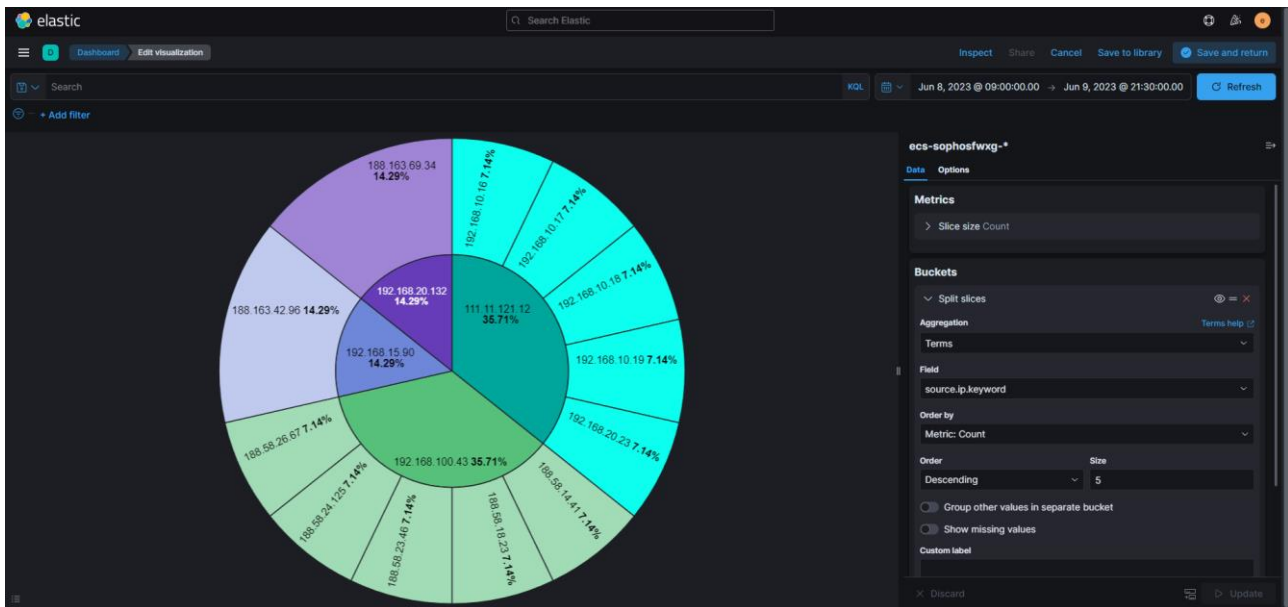 elastic
Search Elastic
e
D
Dashboard
Edit visualization
Inspect
Share
Cancel
Save to library
Save and return
Search
KQL
Jun 8, 2023 @ 09:00:00.00 → Jun 9, 2023 @ 21:30:00.00
Refresh
+ Add filter
188.163.69.34
14.29%
192.168.10.16 7.14%
192.168.10.17 7.14%
192.168.10.18 7.14%
192.168.10.19 7.14%
192.168.20.23 7.14%
188.58.14.41 7.14%
188.58.18.23 7.14%
188.58.23.46 7.14%
188.58.24.125 7.14%
188.58.26.67 7.14%
188.163.42.96 14.29%
192.168.20.132
14.29%
111.11.121.12
35.71%
192.168.15.90
14.29%
192.168.100.43 35.71%
ecs-sophosfwxg-*
Data
Options
Metrics
Slice size Count
Buckets
Split slices
Aggregation
Terms help
Terms
Field
source.ip.keyword
Order by
Metric: Count
Order
Size
Descending
5
Group other values in separate bucket
Show missing values
Custom label
Discard
Update